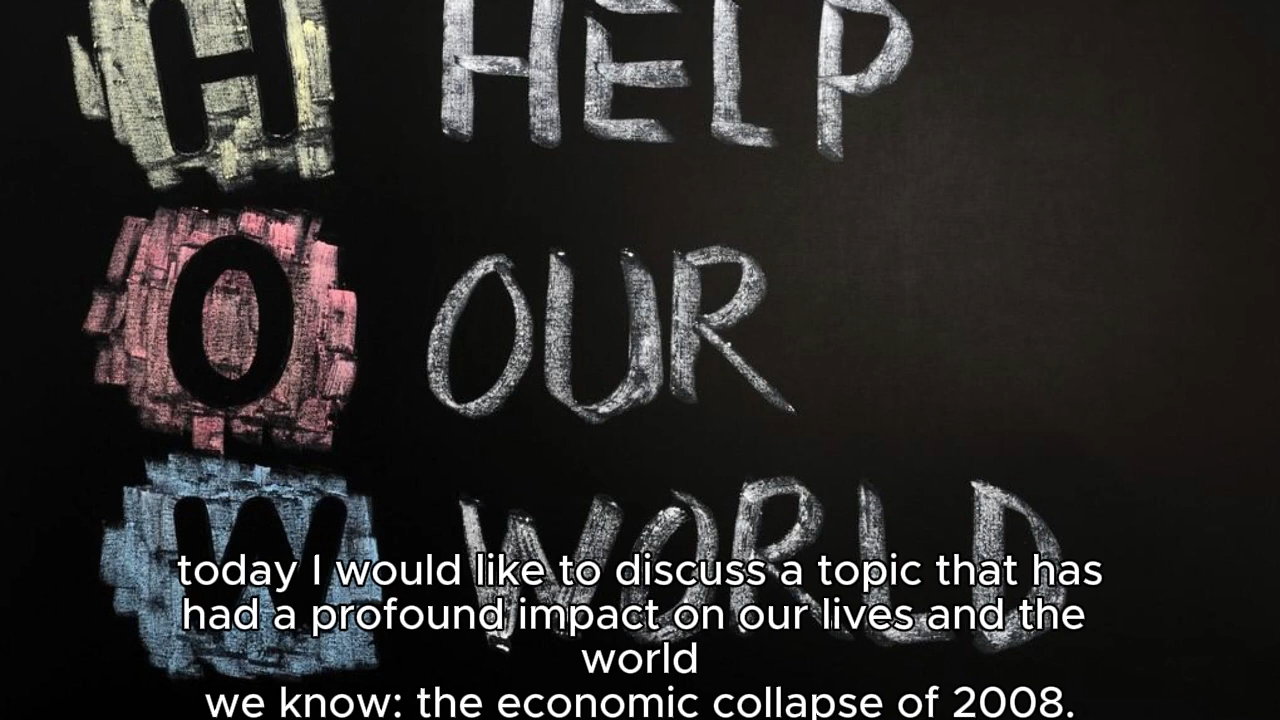 H HELP
O OUR
W WORLD
today I would like to discuss a topic that has
had a profound impact on our lives and the
world
we know: the economic collapse of 2008.